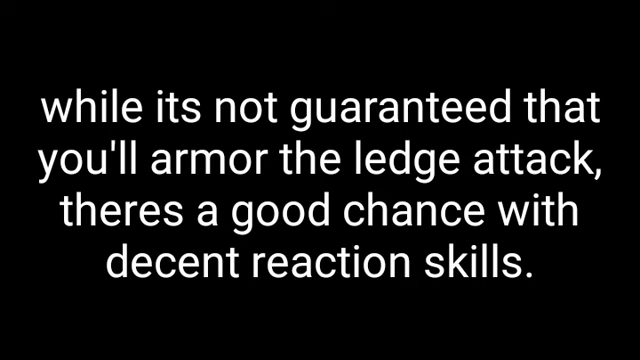 while its not guaranteed that
you'll armor the ledge attack,
theres a good chance with
decent reaction skills.